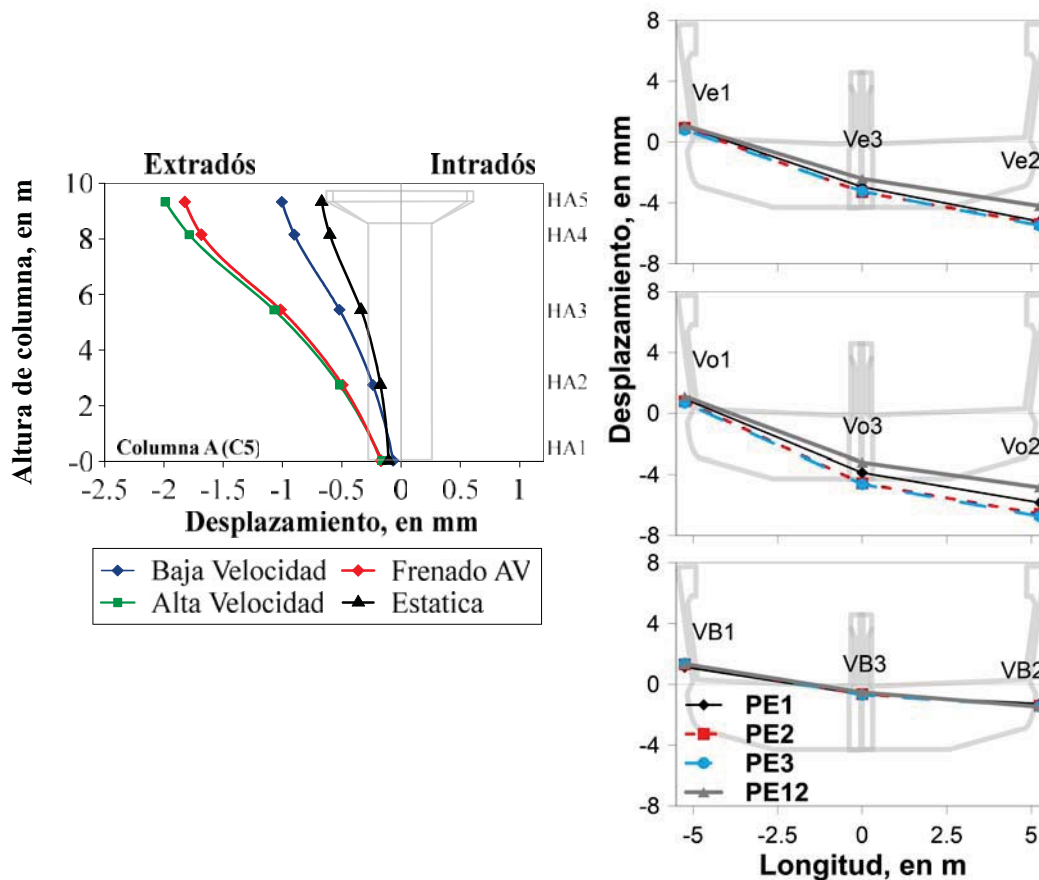 Extradós Intradós
Altura de columna, en m
10
8
6
4
2
-0
HA5
HA4
HA3
HA2
HA1
Columna A (C5)
-2.5 -2 -1.5 -1 -0.5 0 0.5 1
Desplazamiento, en mm
Baja Velocidad Frenado AV
Alta Velocidad Estatica
Desplazamiento, en mm
8
4
0
-4
-8
Ve1
Ve3
Ve2
8
4
0
-4
-8
Vo1
Vo3
Vo2
8
4
0
-4
-8
VB1
VB3
VB2
PE1
PE2
PE3
PE12
-5 -2.5 0 2.5 5
Longitud, en m